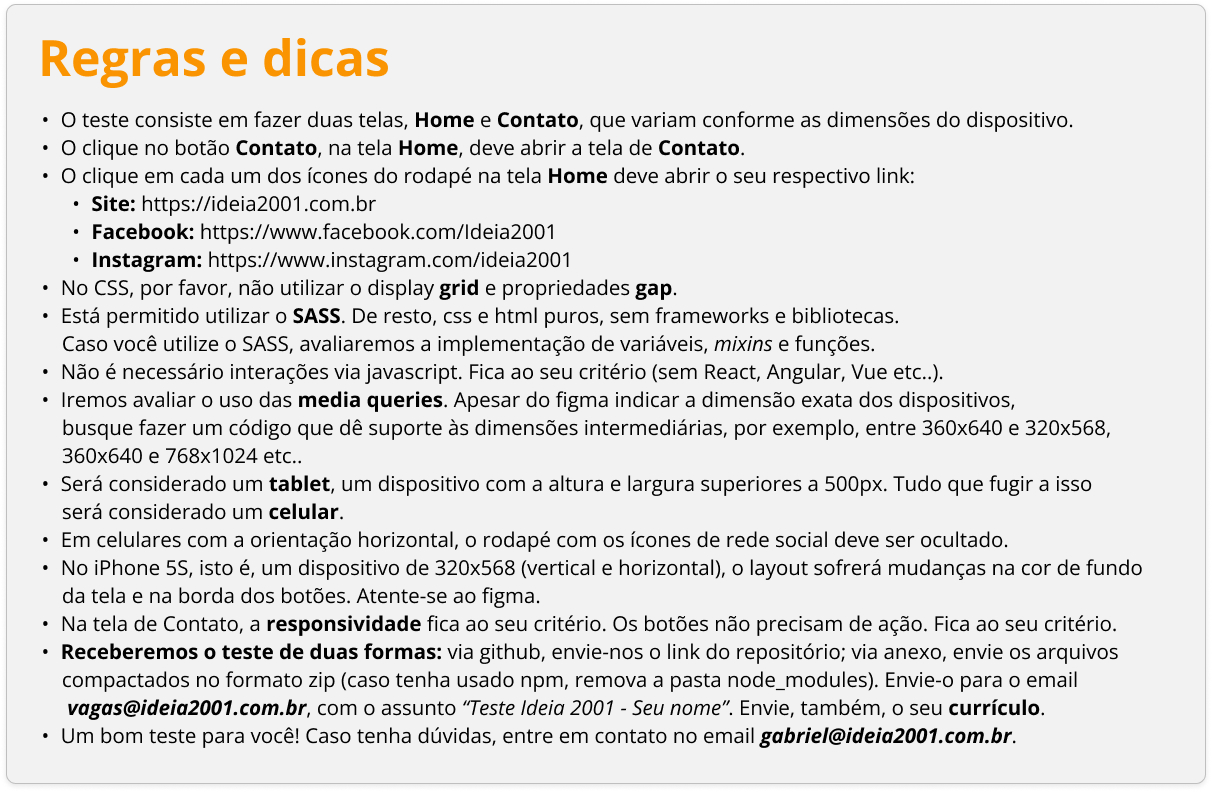 Regras e dicas
• O teste consiste em fazer duas telas, Home e Contato, que variam conforme as dimensões do dispositivo.
• O clique no botão Contato, na tela Home, deve abrir a tela de Contato.
• O clique em cada um dos ícones do rodapé na tela Home deve abrir o seu respectivo link:
• Site: https://ideia2001.com.br
• Facebook: https://www.facebook.com/Ideia2001
• Instagram: https://www.instagram.com/ideia2001
• No CSS, por favor, não utilizar o display grid e propriedades gap.
• Está permitido utilizar o SASS. De resto, css e html puros, sem frameworks e bibliotecas.
Caso você utilize o SASS, avaliaremos a implementação de variáveis, mixins e funções.
• Não é necessário interações via javascript. Fica ao seu critério (sem React, Angular, Vue etc..).
• Iremos avaliar o uso das media queries. Apesar do figma indicar a dimensão exata dos dispositivos,
busque fazer um código que dê suporte às dimensões intermediárias, por exemplo, entre 360x640 e 320x568,
360x640 e 768x1024 etc..
• Será considerado um tablet, um dispositivo com a altura e largura superiores a 500px. Tudo que fugir a isso
será considerado um celular.
• Em celulares com a orientação horizontal, o rodapé com os ícones de rede social deve ser ocultado.
• No iPhone 5S, isto é, um dispositivo de 320x568 (vertical e horizontal), o layout sofrerá mudanças na cor de fundo
da tela e na borda dos botões. Atente-se ao figma.
• Na tela de Contato, a responsividade fica ao seu critério. Os botões não precisam de ação. Fica ao seu critério.
• Receberemos o teste de duas formas: via github, envie-nos o link do repositório; via anexo, envie os arquivos
compactados no formato zip (caso tenha usado npm, remova a pasta node_modules). Envie-o para o email
vagas@ideia2001.com.br, com o assunto “Teste Ideia 2001 - Seu nome”. Envie, também, o seu currículo.
• Um bom teste para você! Caso tenha dúvidas, entre em contato no email gabriel@ideia2001.com.br.